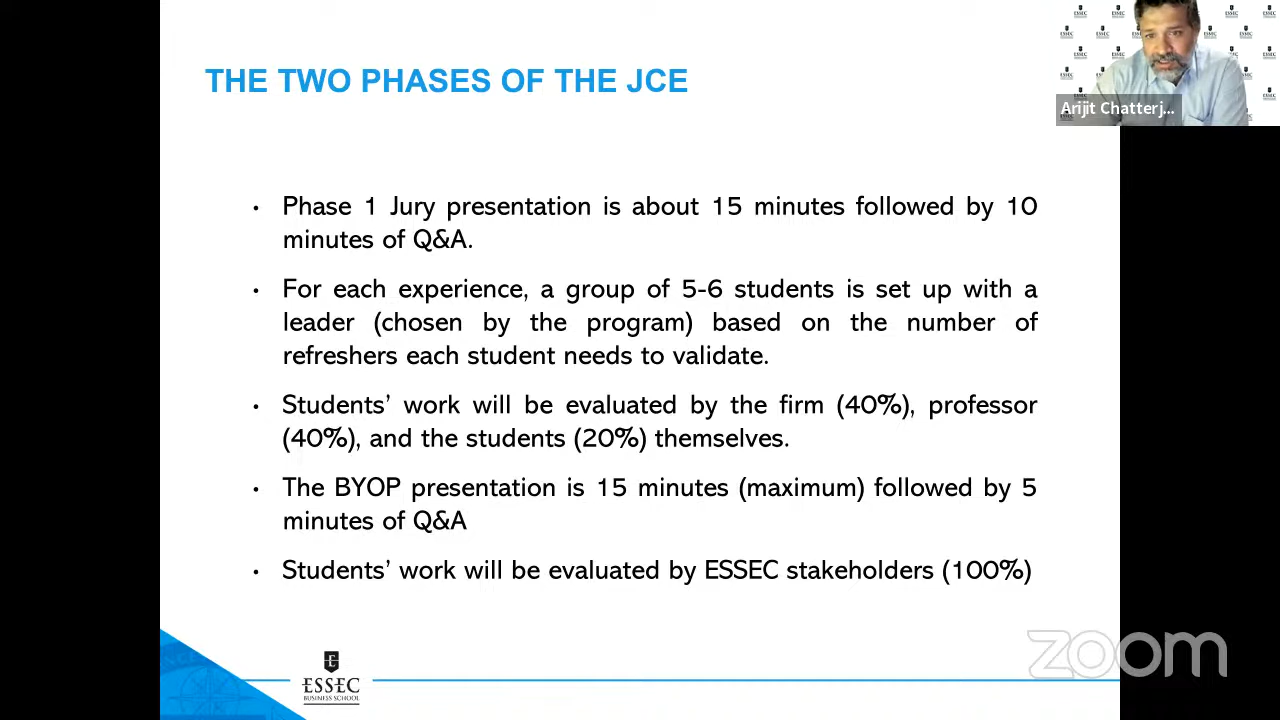 THE TWO PHASES OF THE JCE
Arijit Chatterj...
• Phase 1 Jury presentation is about 15 minutes followed by 10
minutes of Q&A.
• For each experience, a group of 5-6 students is set up with a
leader (chosen by the program) based on the number of
refreshers each student needs to validate.
• Students’ work will be evaluated by the firm (40%), professor
(40%), and the students (20%) themselves.
• The BYOP presentation is 15 minutes (maximum) followed by 5
minutes of Q&A
• Students’ work will be evaluated by ESSEC stakeholders (100%)
ESSEC
BUSINESS SCHOOL
zoom